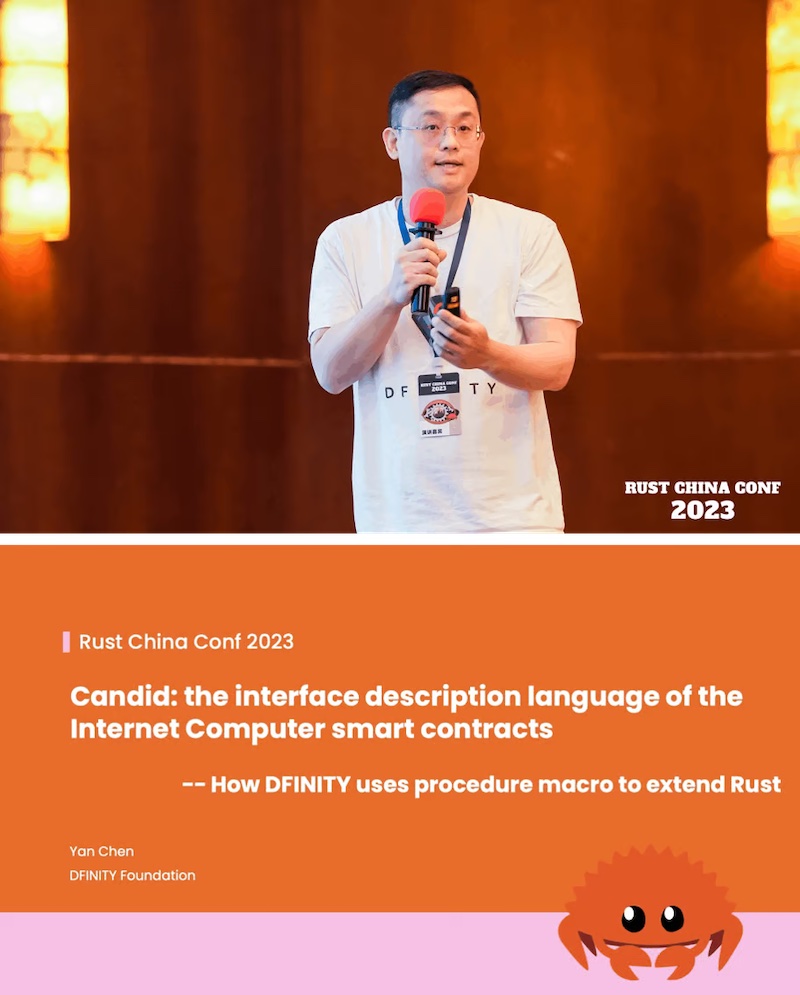 DF
TY
RUST CHINA CONF
2023
演讲嘉宾
RUST CHINA CONF
2023
Rust China Conf 2023
Candid: the interface description language of the
Internet Computer smart contracts
-- How DFINITY uses procedure macro to extend Rust
Yan Chen
DFINITY Foundation